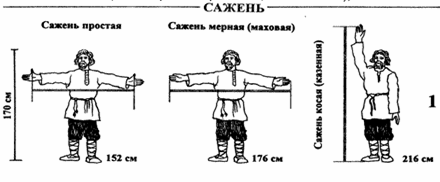 САЖЕНЬ
Сажень простая
Сажень мерная (маховая)
Сажень косая (казенная)
170 см
152 см
176 см
216 см
1